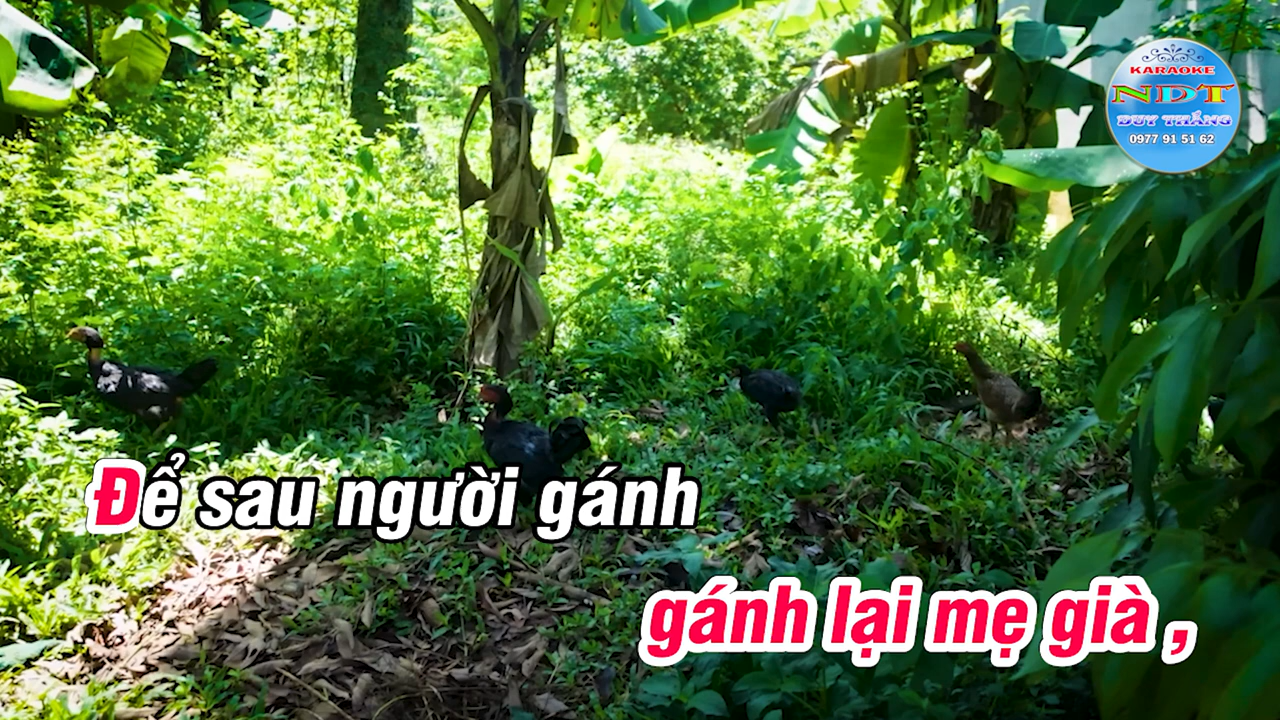 KARAOKE
NDT
DUY THẮNG
0977 91 51 62
Để sau người gánh
gánh lại mẹ già ,